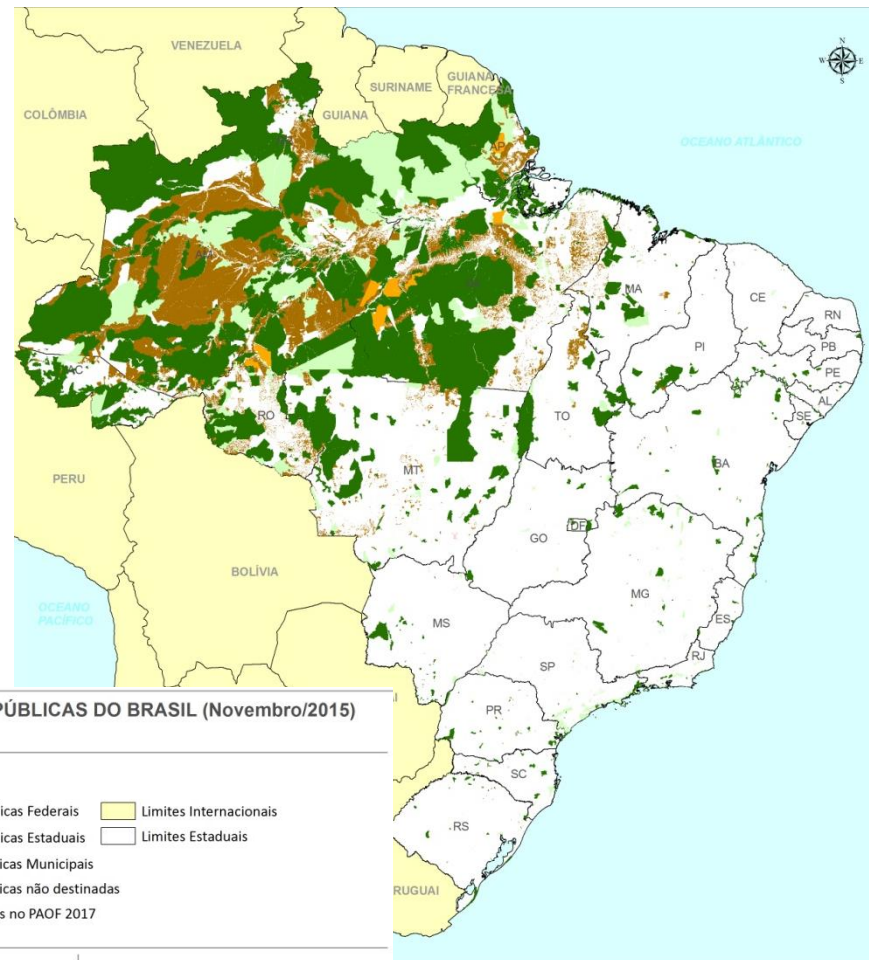 VENEZUELA
COLÔMBIA
GUIANA
SURINAME
GUIANA
FRANCESA
N
W
E
S
OCEANO ATLÂNTICO
AP
AC
RO
MT
MA
TO
PI
CE
RN
PB
PE
AL
SE
BA
PERU
BOLÍVIA
GO
DF
MG
ES
RJ
MS
SP
PR
SC
RS
OCEANO
PACÍFICO
RUGUAI
PÚBLICAS DO BRASIL (Novembro/2015)
icas Federais
Limites Internacionais
icas Estaduais
Limites Estaduais
icas Municipais
icas não destinadas
s no PAOF 2017